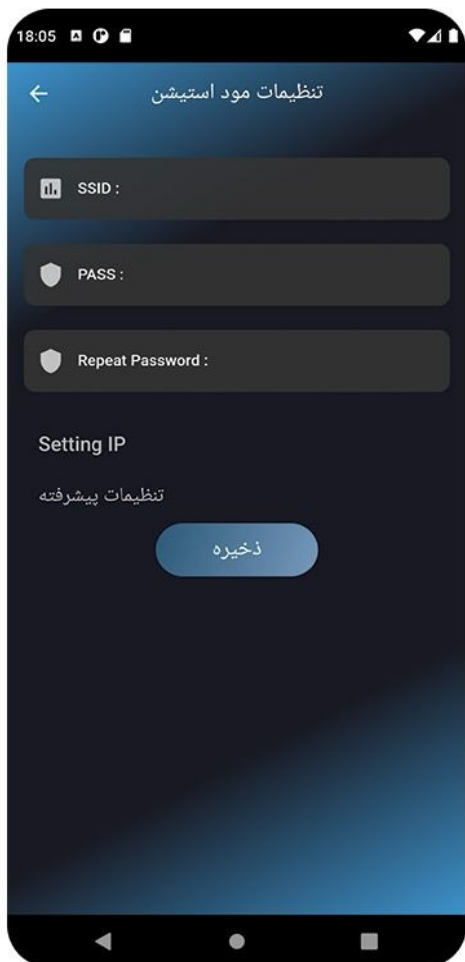 18:05
تنظیمات مود استیشن
SSID :
PASS :
Repeat Password :
Setting IP
تنظیمات پیشرفته
ذخیره